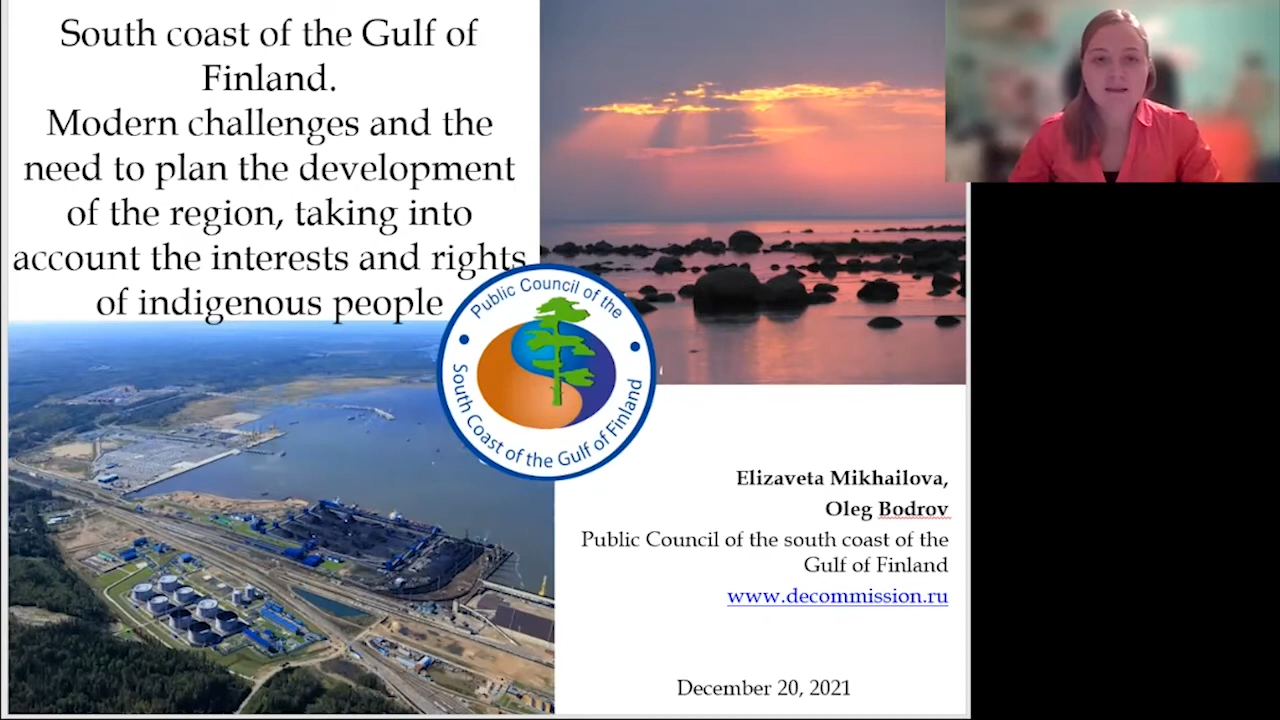 South coast of the Gulf of
Finland.
Modern challenges and the
need to plan the development
of the region, taking into
account the interests and rights
of indigenous people
Public Council of the
South Coast of the Gulf of Finland
Elizaveta Mikhailova,
Oleg Bodrov
Public Council of the south coast of the
Gulf of Finland
www.decommission.ru
December 20, 2021